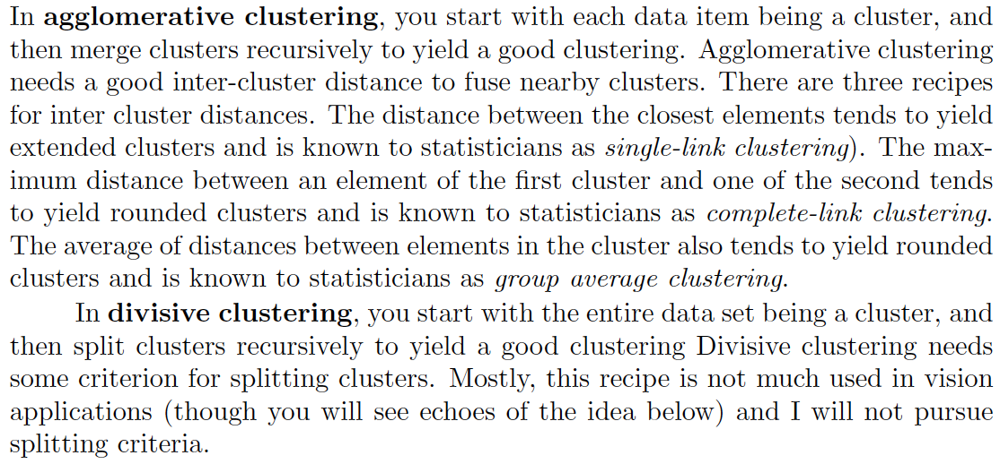 In agglomerative clustering, you start with each data item being a cluster, and
then merge clusters recursively to yield a good clustering. Agglomerative clustering
needs a good inter-cluster distance to fuse nearby clusters. There are three recipes
for inter cluster distances. The distance between the closest elements tends to yield
extended clusters and is known to statisticians as single-link clustering). The max-
imum distance between an element of the first cluster and one of the second tends
to yield rounded clusters and is known to statisticians as complete-link clustering.
The average of distances between elements in the cluster also tends to yield rounded
clusters and is known to statisticians as group average clustering.
In divisive clustering, you start with the entire data set being a cluster, and
then split clusters recursively to yield a good clustering Divisive clustering needs
some criterion for splitting clusters. Mostly, this recipe is not much used in vision
applications (though you will see echoes of the idea below) and I will not pursue
splitting criteria.